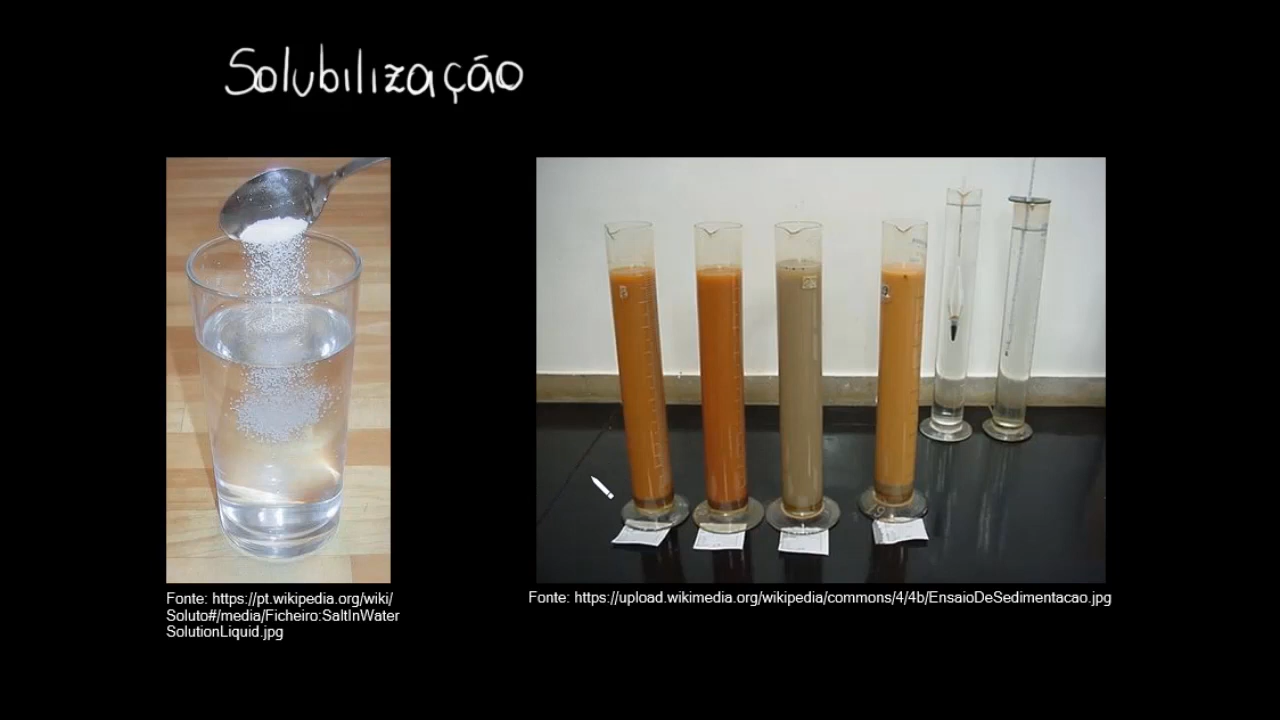 Solubilização
Fonte: https://pt.wikipedia.org/wiki/
Soluto#/media/Ficheiro:SaltInWater
SolutionLiquid.jpg
Fonte: https://upload.wikimedia.org/wikipedia/commons/4/4b/EnsaioDeSedimentacao.jpg
B